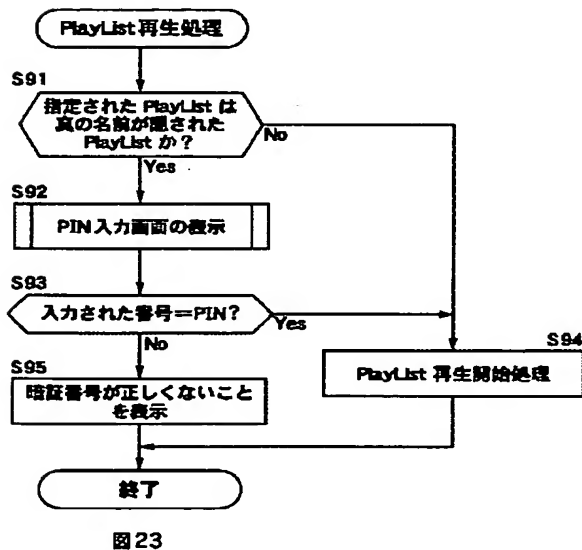 PlayList 再生処理
S91
指定された PlayList は
真の名前が隠された
PlayList か？
No
Yes
S92
PIN入力画面の表示
S93
入力された番号＝PIN？
Yes
No
S94
PlayList 再生開始処理
S95
暗証番号が正しくないこと
を表示
終了
図23